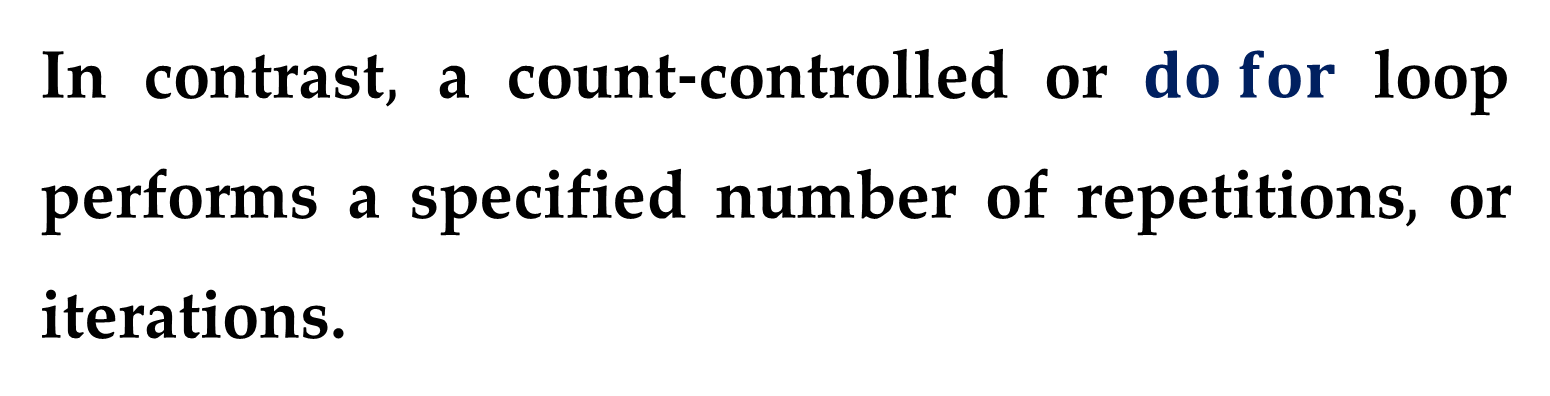 In contrast, a count-controlled or do for loop
performs a specified number of repetitions, or
iterations.